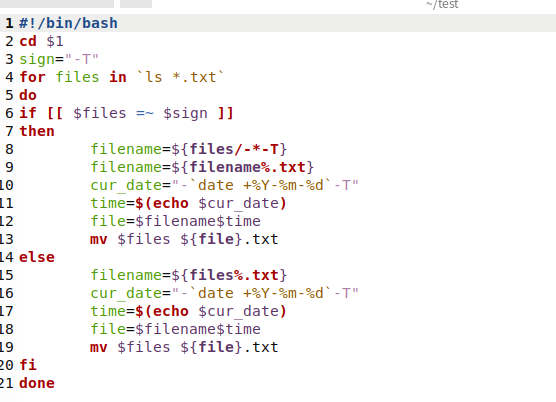 ~/test
1 #!/bin/bash
2 cd $1
3 sign="-T"
4 for files in `ls *.txt`
5 do
6 if [[ $files =~ $sign ]]
7 then
8 filename=${files/-*-T}
9 filename=${filename%.txt}
10 cur_date="-`date +%Y-%m-%d`-T"
11 time=$(echo $cur_date)
12 file=$filename$time
13 mv $files ${file}.txt
14 else
15 filename=${files%.txt}
16 cur_date="-`date +%Y-%m-%d`-T"
17 time=$(echo $cur_date)
18 file=$filename$time
19 mv $files ${file}.txt
20 fi
21 done